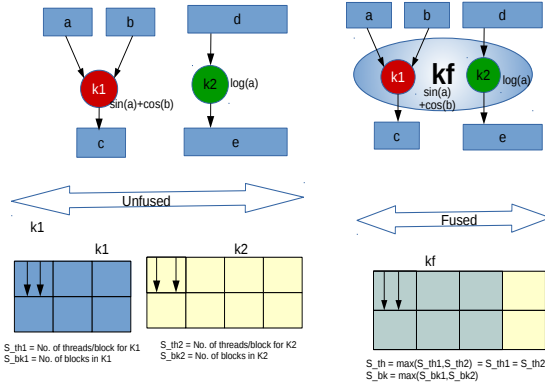 a
b
d
k1
sin(a)+cos(b)
k2
log(a)
c
e
Unfused
k1
k1
k2
S_th1 = No. of threads/block for K1
S_bk1 = No. of blocks in K1
S_th2 = No. of threads/block for K2
S_bk2 = No. of blocks in K2
a
b
d
k1
kf
k2
log(a)
sin(a)
+cos(b)
c
e
Fused
kf
S_th = max(S_th1,S_th2) = S_th1 = S_th2
S_bk = max(S_bk1,S_bk2)